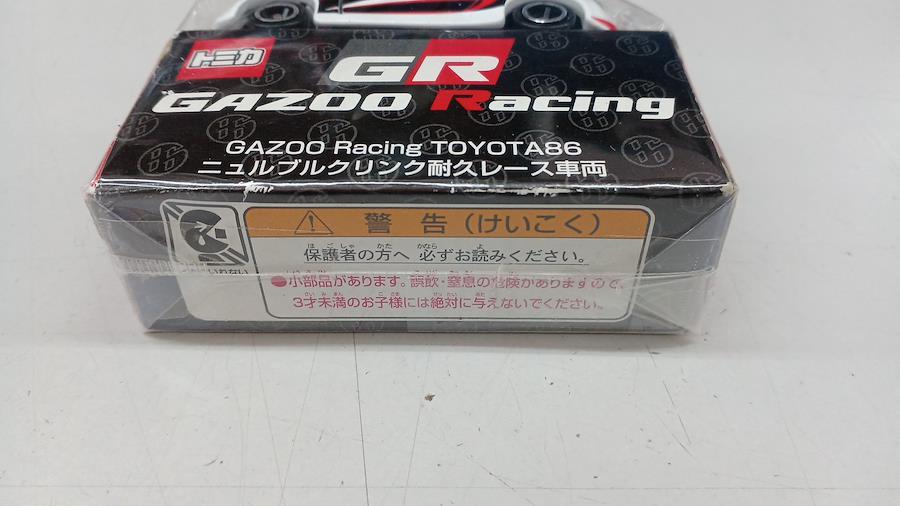 トミカ
GR
GAZOO Racing
GAZOO Racing TOYOTA86
ニュルブルクリンク耐久レース車両
警告(けいこく)
保護者の方へ 必ずお読みください。
●小部品があります。誤飲・窒息の危険がありますので、
3才未満のお子様には絶対に与えないでください。